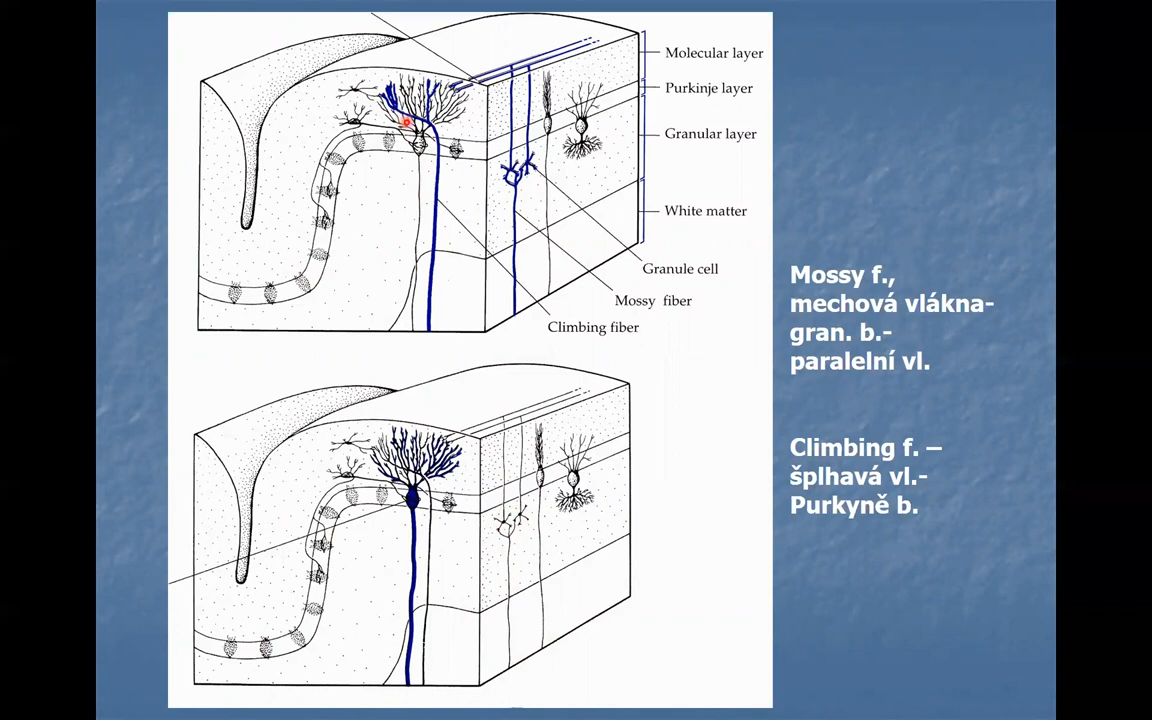 Molecular layer
Purkinje layer
Granular layer
White matter
Granule cell
Mossy fiber
Climbing fiber
Mossy f.,
mechová vlákna-
gran. b.-
paralelní vl.
Climbing f. –
šplhavá vl.-
Purkyně b.